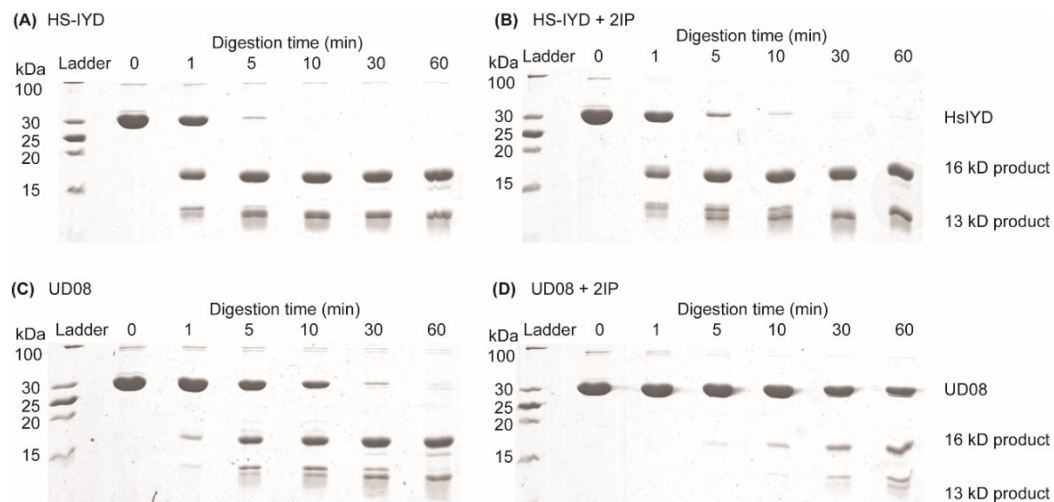 (A) HS-IYD
Digestion time (min)
kDa Ladder 0 1 5 10 30 60
100
30
25
20
15
(B) HS-IYD + 2IP
Digestion time (min)
kDa Ladder 0 1 5 10 30 60
100
30 HsIYD
25
20
16 kD product
15
13 kD product
(C) UD08
Digestion time (min)
kDa Ladder 0 1 5 10 30 60
100
30
25
20
15
(D) UD08 + 2IP
Digestion time (min)
kDa Ladder 0 1 5 10 30 60
100
30 UD08
25
20
16 kD product
15
13 kD product